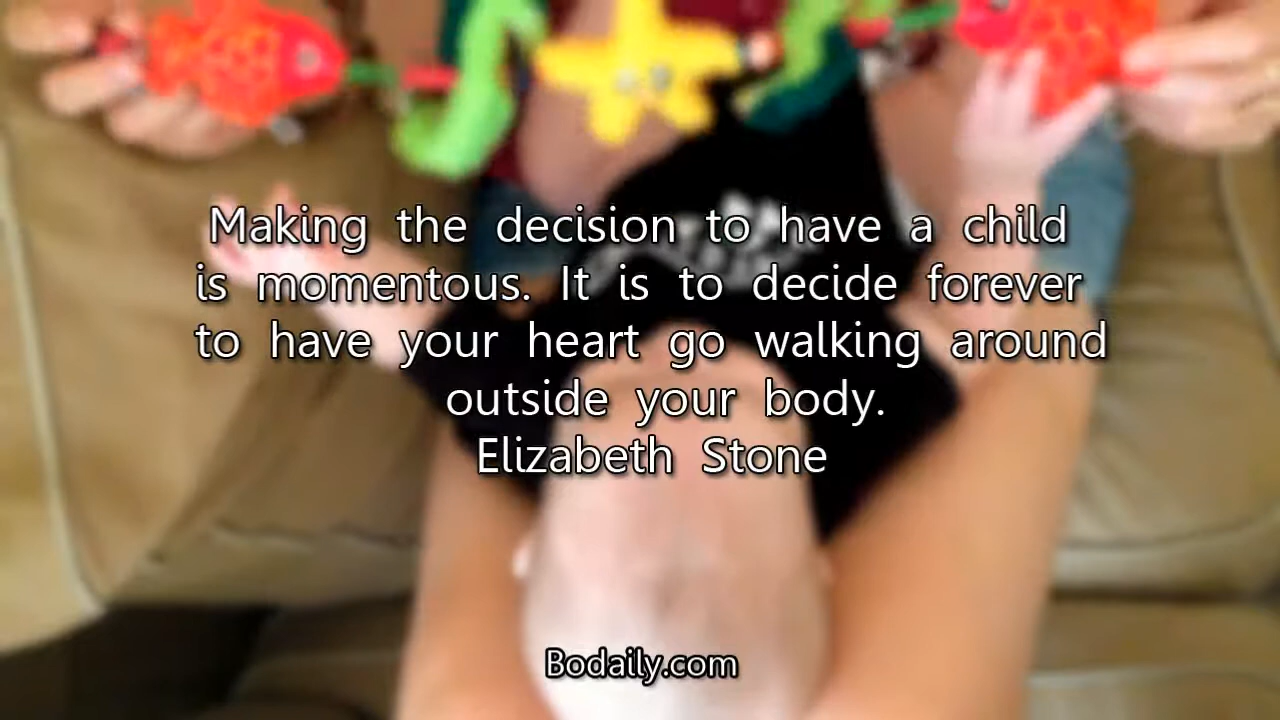 Making the decision to have a child
is momentous. It is to decide forever
to have your heart go walking around
outside your body.
Elizabeth Stone
Bodaily.com